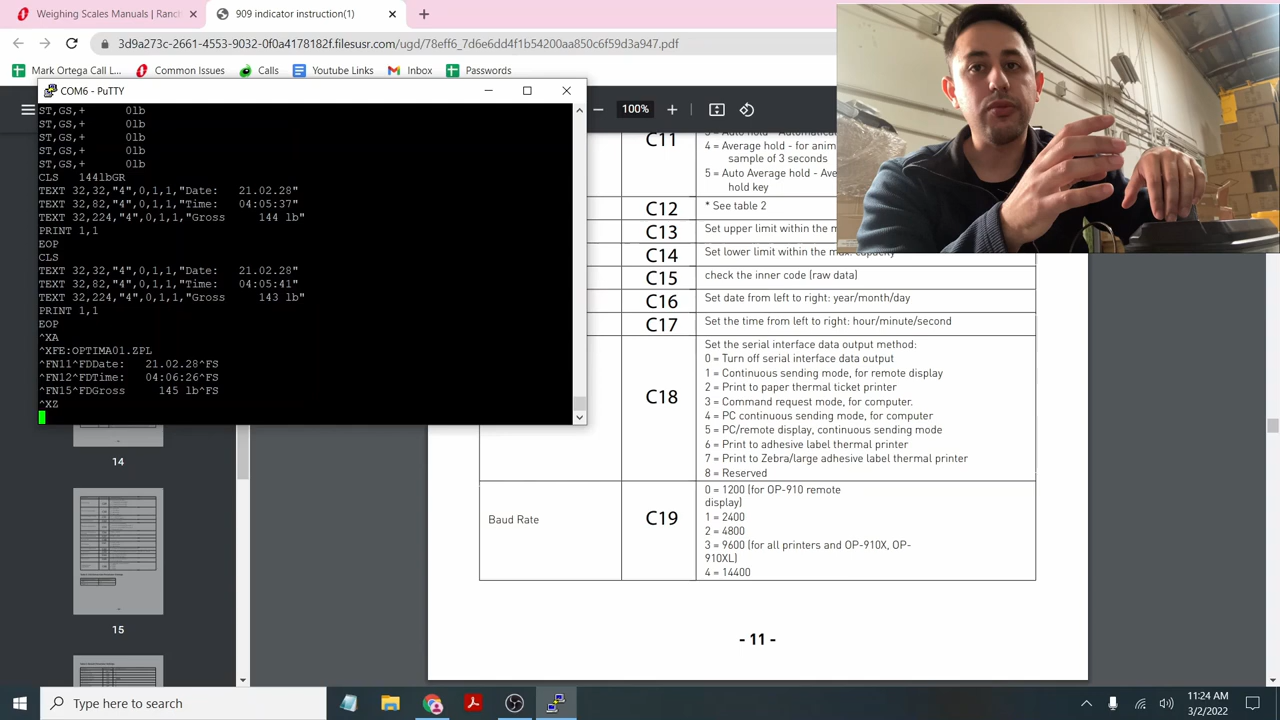 Weighing Scales Manuals | Ranch
909 indicator instruction(1)
3d9a273c-2661-4553-9032-0f0a4178182f.filesusr.com/ugd/78eff6_7d6e6dd4f1b54200aa850c6f59d3a947.pdf
Mark Ortega Call L...
Common Issues
Calls
Youtube Links
Inbox
Passwords
COM6 - PuTTY
ST,GS,+ 0lb
ST,GS,+ 0lb
ST,GS,+ 0lb
ST,GS,+ 0lb
ST,GS,+ 0lb
CLS 144lbGR
TEXT 32,32,"4",0,1,1,"Date: 21.02.28"
TEXT 32,82,"4",0,1,1,"Time: 04:05:37"
TEXT 32,224,"4",0,1,1,"Gross 144 lb"
PRINT 1,1
EOP
CLS
TEXT 32,32,"4",0,1,1,"Date: 21.02.28"
TEXT 32,82,"4",0,1,1,"Time: 04:05:41"
TEXT 32,224,"4",0,1,1,"Gross 143 lb"
PRINT 1,1
EOP
^XA
^XFE:OPTIMA01.ZPL
^FN11^FDDate: 21.02.28^FS
^FN12^FDTime: 04:06:26^FS
^FN15^FDGross 145 lb^FS
^XZ
100%
C11
4 = Average hold - for anim
sample of 3 seconds
5 = Auto Average hold - Ave
hold key
C12
* See table 2
C13
Set upper limit within the m
C14
Set lower limit within the max. capacity
C15
check the inner code (raw data)
C16
Set date from left to right: year/month/day
C17
Set the time from left to right: hour/minute/second
C18
Set the serial interface data output method:
0 = Turn off serial interface data output
1 = Continuous sending mode, for remote display
2 = Print to paper thermal ticket printer
3 = Command request mode, for computer.
4 = PC continuous sending mode, for computer
5 = PC/remote display, continuous sending mode
6 = Print to adhesive label thermal printer
7 = Print to Zebra/large adhesive label thermal printer
8 = Reserved
Baud Rate
C19
0 = 1200 (for OP-910 remote
display)
1 = 2400
2 = 4800
3 = 9600 (for all printers and OP-910X, OP-
910XL)
4 = 14400
- 11 -
14
15
Type here to search
11:24 AM
3/2/2022